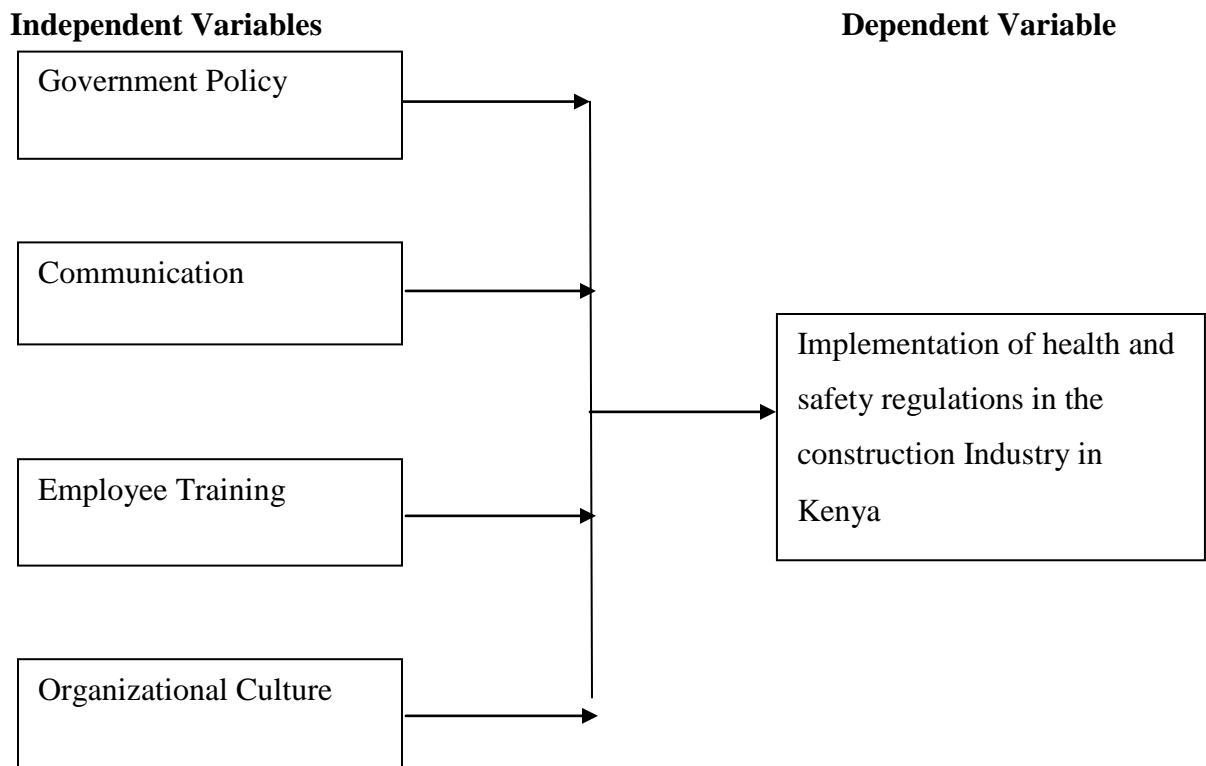 Independent Variables
Dependent Variable
Government Policy
Communication
Implementation of health and
safety regulations in the
construction Industry in
Kenya
Employee Training
Organizational Culture